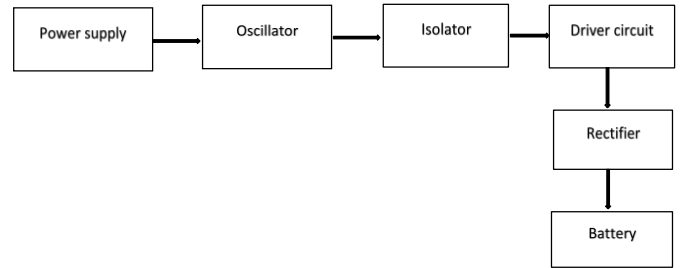 Power supply
Oscillator
Isolator
Driver circuit
Rectifier
Battery